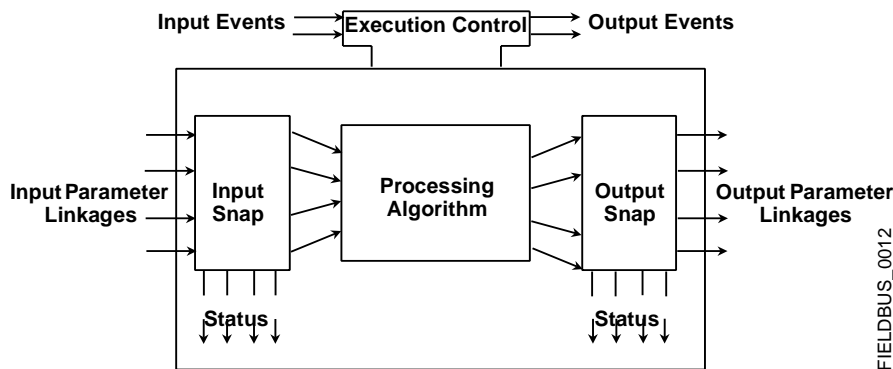 Input Events
Execution Control
Output Events
Input Parameter
Linkages
Input
Snap
Processing
Algorithm
Output
Snap
Output Parameter
Linkages
Status
Status
FIELDBUS_0012